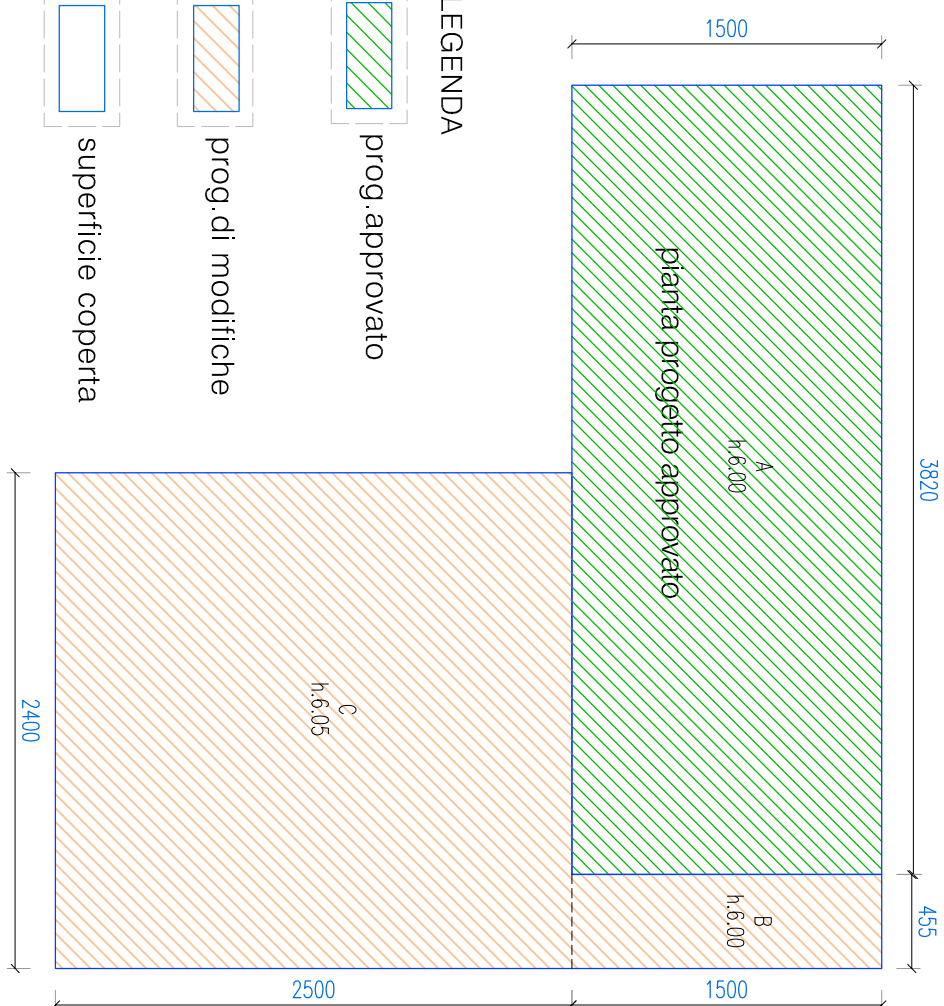 LEGENDA
prog.approvato
prog.di modifiche
superficie coperta
pianta progetto approvato
A
h.6.00
B
h.6.00
C
h.6.05
1500
3820
455
2400
2500
1500